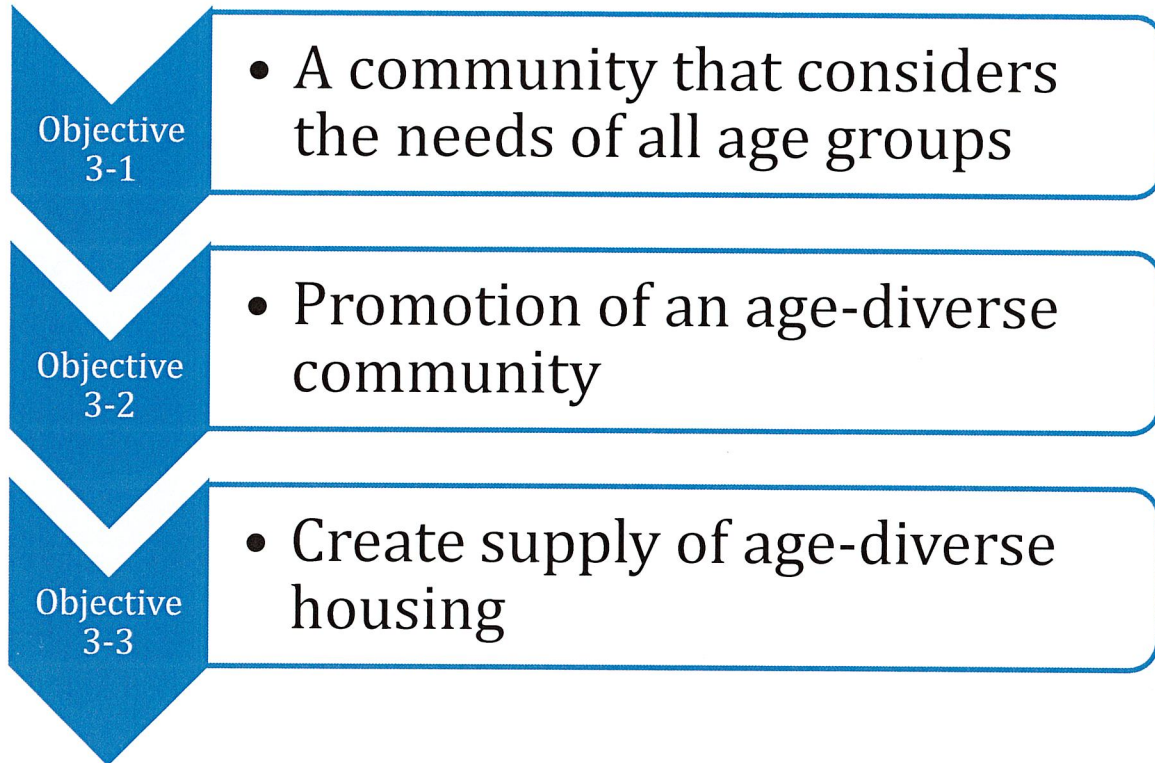 Objective
3-1
• A community that considers
the needs of all age groups
Objective
3-2
• Promotion of an age-diverse
community
Objective
3-3
• Create supply of age-diverse
housing